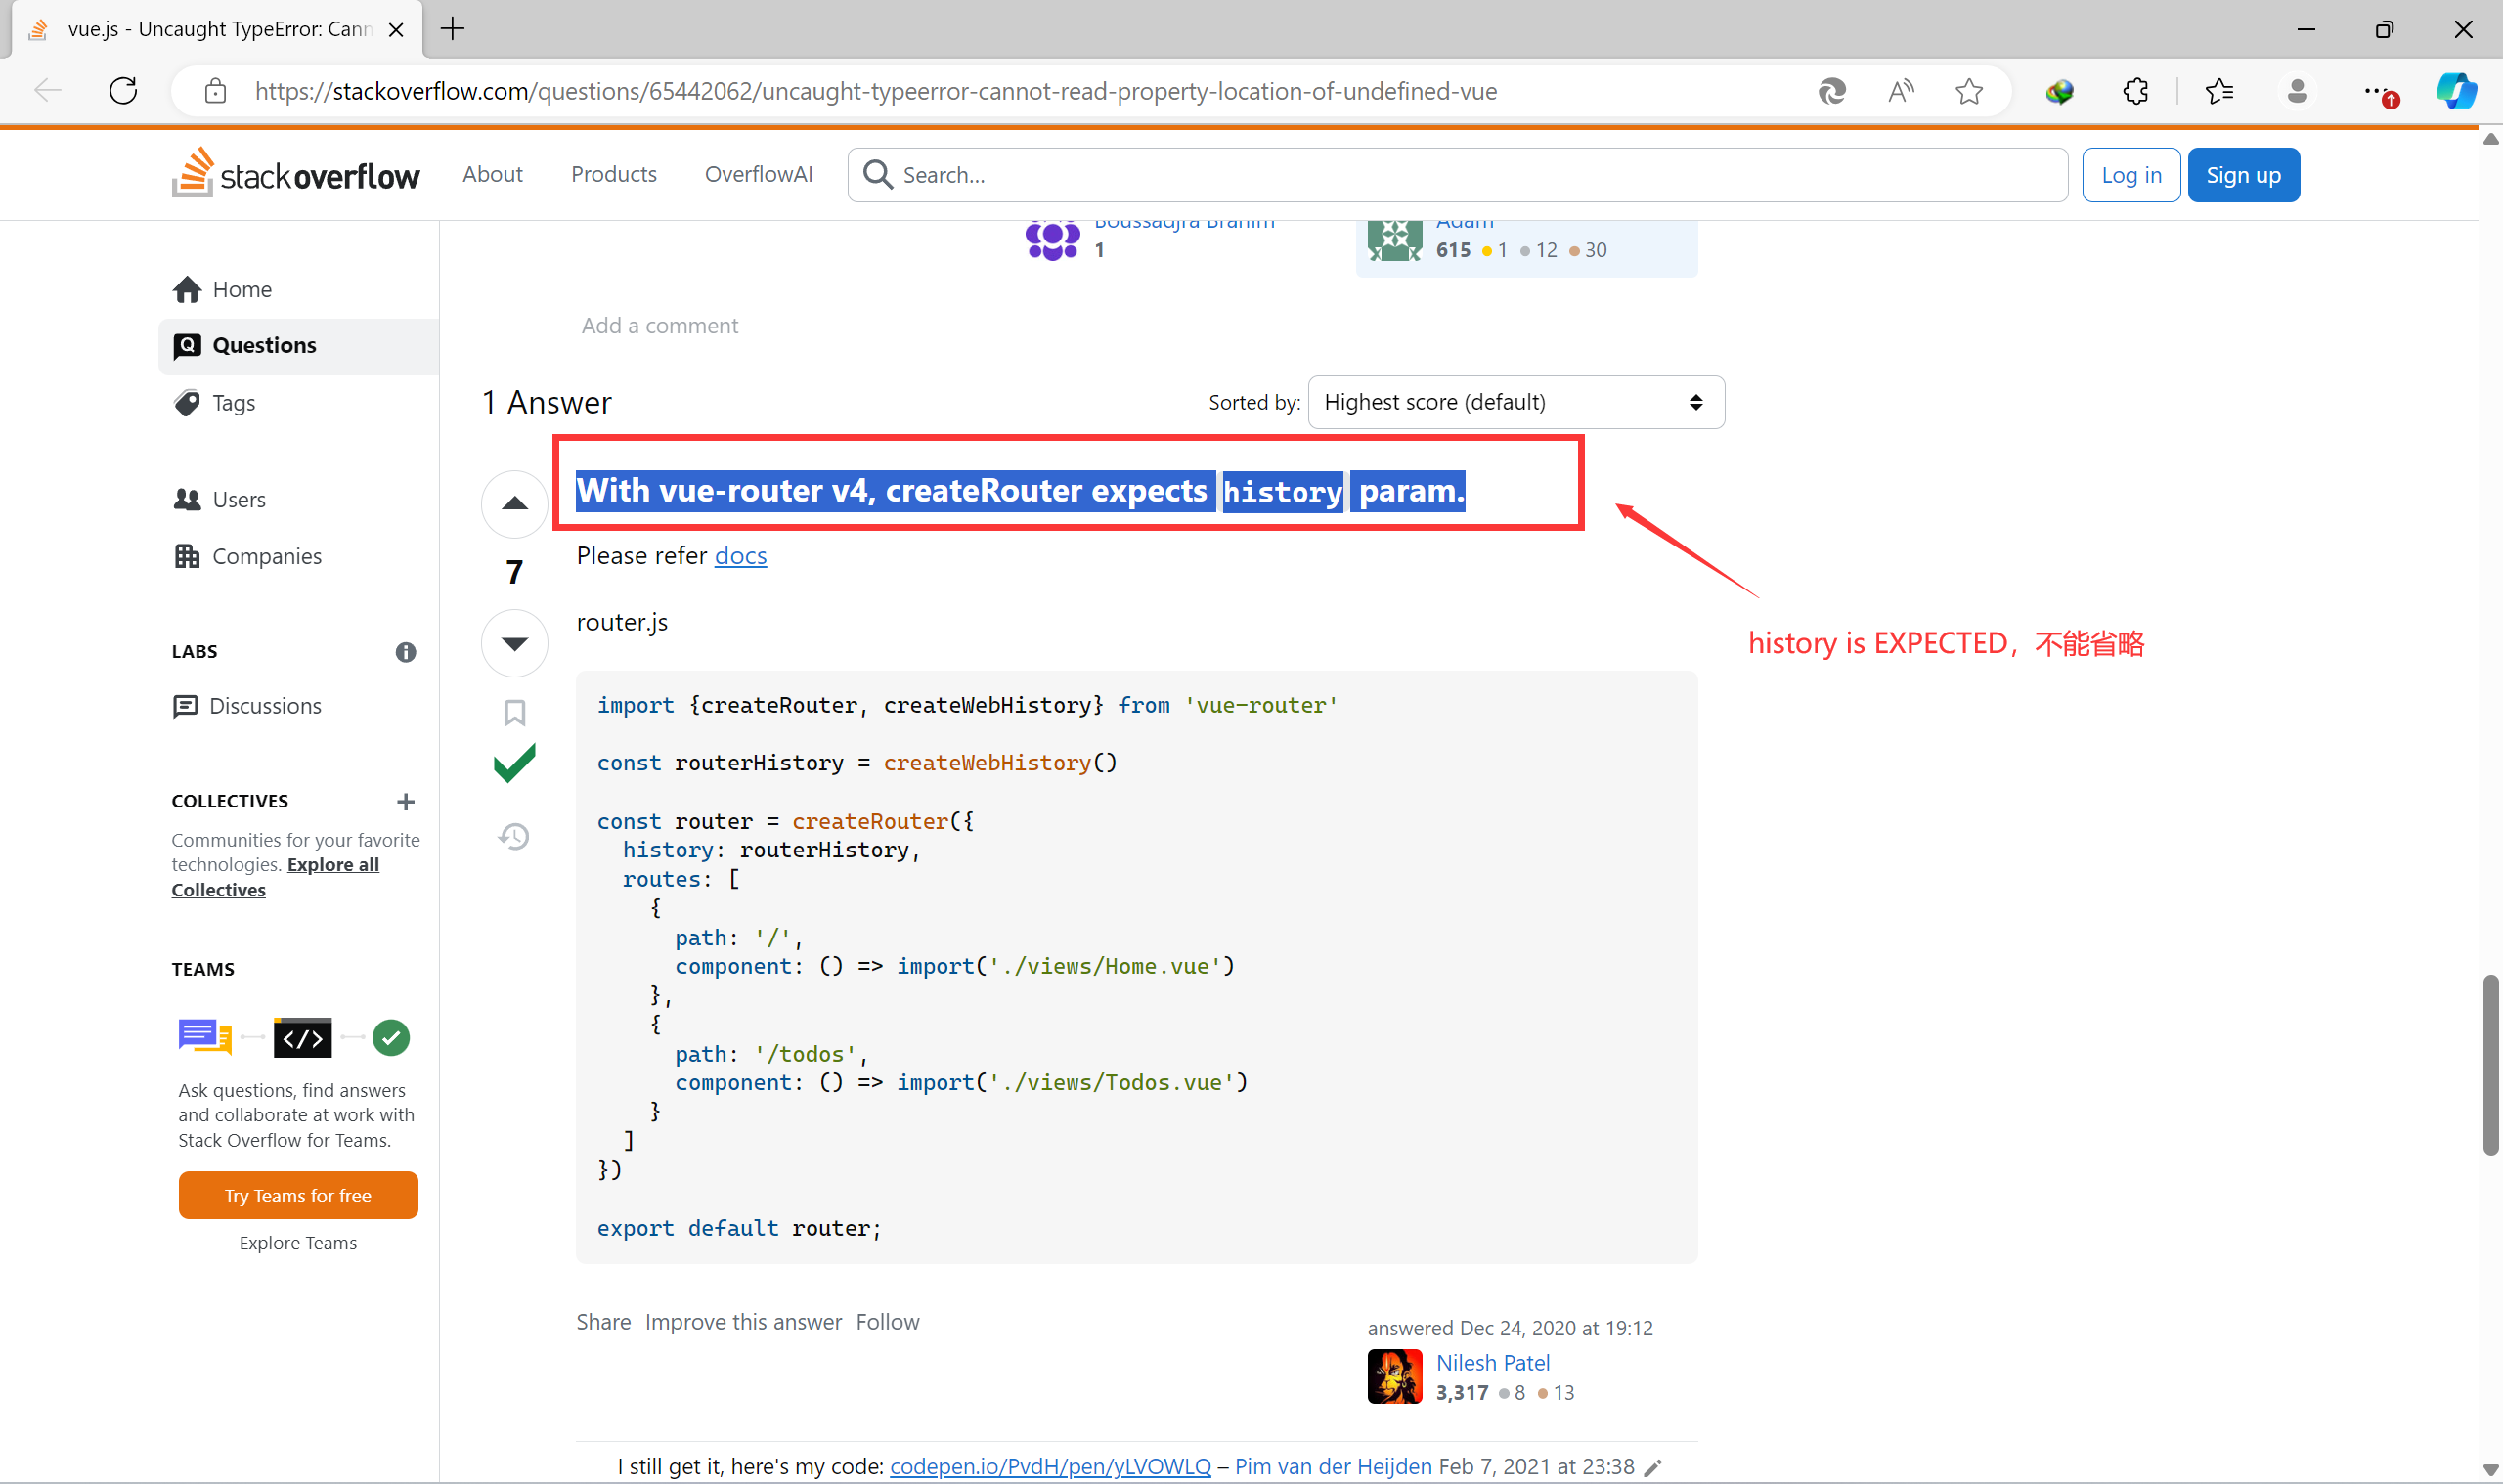 vue.js - Uncaught TypeError: Cann
https://stackoverflow.com/questions/65442062/uncaught-typeerror-cannot-read-property-location-of-undefined-vue
stackoverflow
About
Products
OverflowAI
Search...
Log in
Sign up
Home
Questions
Tags
Users
Companies
LABS
Discussions
COLLECTIVES
Communities for your favorite
technologies. Explore all
Collectives
TEAMS
Ask questions, find answers
and collaborate at work with
Stack Overflow for Teams.
Try Teams for free
Explore Teams
Boussadjra Brahim
1
Adam
615 1 12 30
Add a comment
1 Answer
Sorted by:
Highest score (default)
With vue-router v4, createRouter expects history param.
7
Please refer docs
router.js
history is EXPECTED，不能省略
import {createRouter, createWebHistory} from 'vue-router'
const routerHistory = createWebHistory()
const router = createRouter({
  history: routerHistory,
  routes: [
    {
      path: '/',
      component: () => import('./views/Home.vue')
    },
    {
      path: '/todos',
      component: () => import('./views/Todos.vue')
    }
  ]
})
export default router;
Share Improve this answer Follow
answered Dec 24, 2020 at 19:12
Nilesh Patel
3,317 8 13
I still get it, here's my code: codepen.io/PvdH/pen/yLVOWLQ – Pim van der Heijden Feb 7, 2021 at 23:38